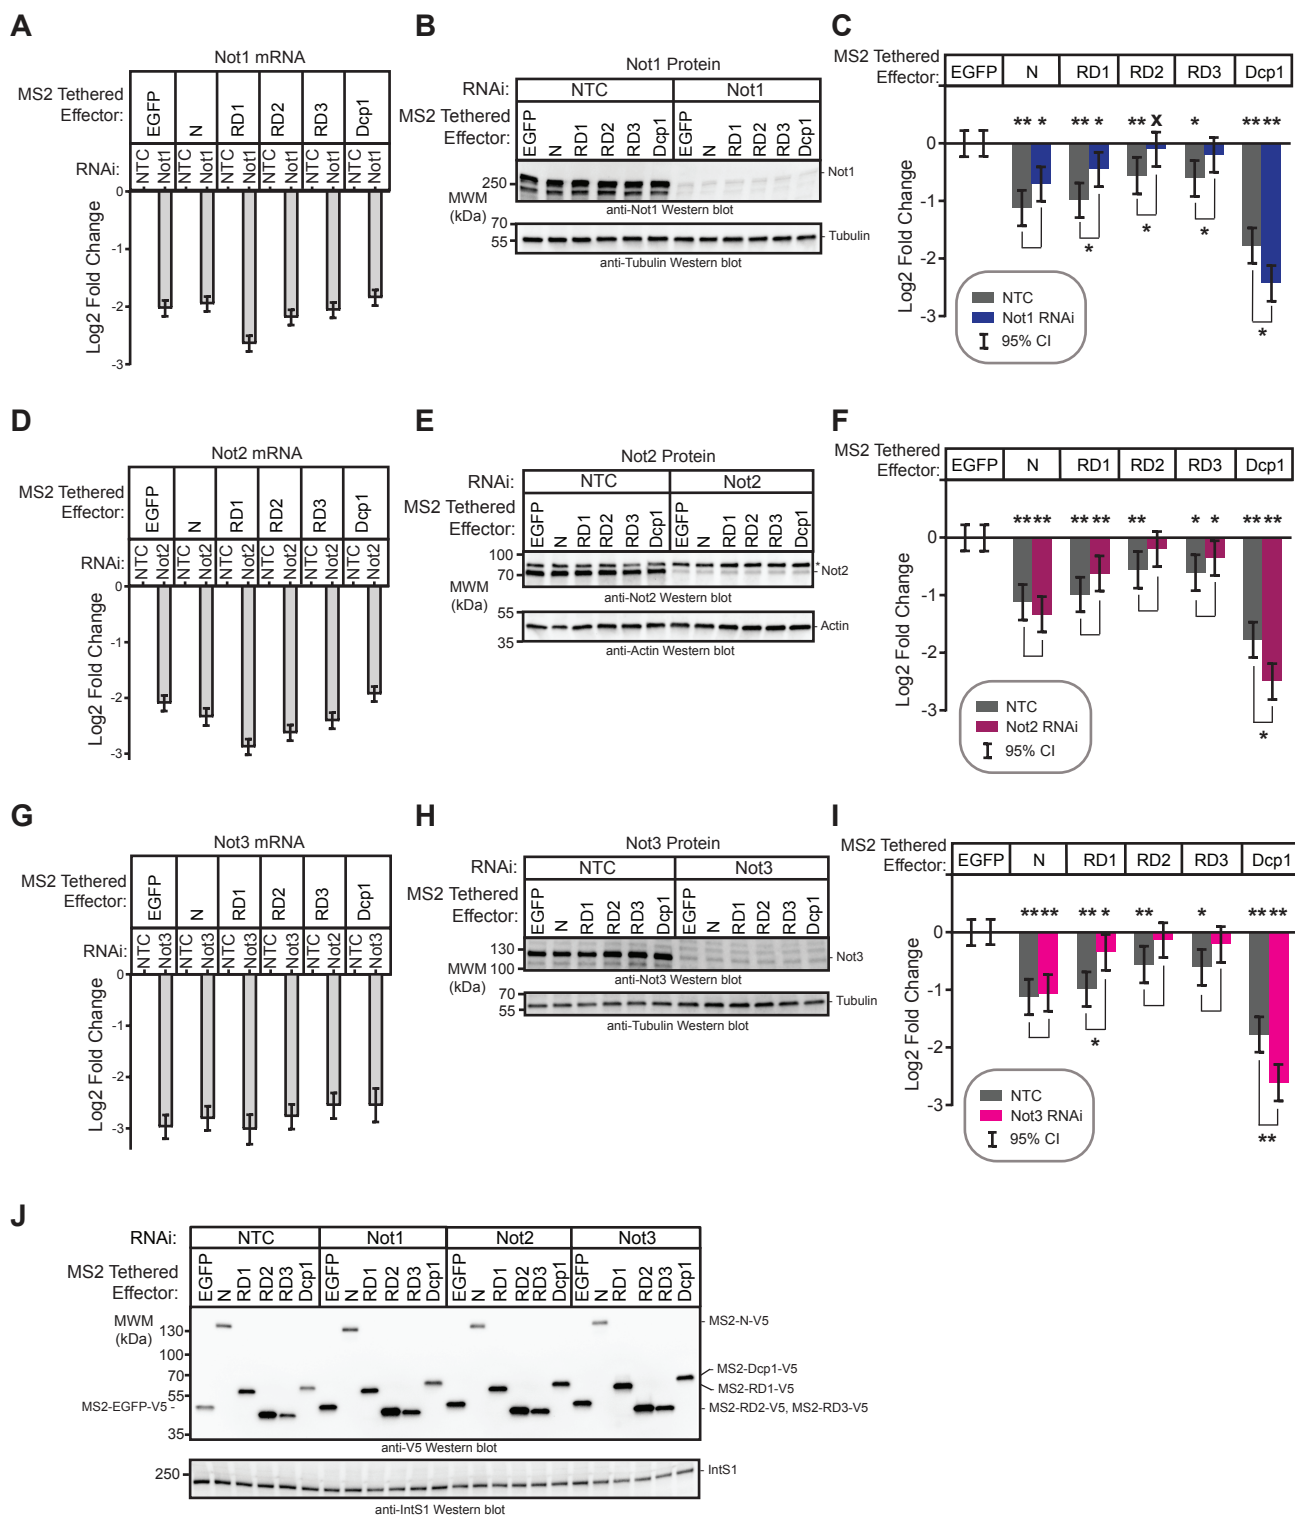 A
Not1 mRNA
MS2 Tethered
Effector:
EGFP
N
RD1
RD2
RD3
Dcp1
RNAi:
NTC
Not1
NTC
Not1
NTC
Not1
NTC
Not1
NTC
Not1
NTC
Not1
Log2 Fold Change
0
-1
-2
-3
B
Not1 Protein
RNAi:
NTC
Not1
MS2 Tethered
Effector:
EGFP
N
RD1
RD2
RD3
Dcp1
EGFP
N
RD1
RD2
RD3
Dcp1
250
MWM
(kDa)
Not1
anti-Not1 Western blot
70
55
Tubulin
anti-Tubulin Western blot
C
MS2 Tethered
Effector:
EGFP
N
RD1
RD2
RD3
Dcp1
** * ** * ** x * ** **
Log2 Fold Change
0
-1
-2
-3
* * * *
NTC
Not1 RNAi
95% CI
D
Not2 mRNA
MS2 Tethered
Effector:
EGFP
N
RD1
RD2
RD3
Dcp1
RNAi:
NTC
Not2
NTC
Not2
NTC
Not2
NTC
Not2
NTC
Not2
NTC
Not2
Log2 Fold Change
0
-1
-2
-3
E
Not2 Protein
RNAi:
NTC
Not2
MS2 Tethered
Effector:
EGFP
N
RD1
RD2
RD3
Dcp1
EGFP
N
RD1
RD2
RD3
Dcp1
100
70
MWM
(kDa)
*
Not2
anti-Not2 Western blot
55
35
Actin
anti-Actin Western blot
F
MS2 Tethered
Effector:
EGFP
N
RD1
RD2
RD3
Dcp1
** ** ** ** ** * * ** **
Log2 Fold Change
0
-1
-2
-3
*
NTC
Not2 RNAi
95% CI
G
Not3 mRNA
MS2 Tethered
Effector:
EGFP
N
RD1
RD2
RD3
Dcp1
RNAi:
NTC
Not3
NTC
Not3
NTC
Not3
NTC
Not3
NTC
Not2
NTC
Not3
Log2 Fold Change
0
-1
-2
-3
H
Not3 Protein
RNAi:
NTC
Not3
MS2 Tethered
Effector:
EGFP
N
RD1
RD2
RD3
Dcp1
EGFP
N
RD1
RD2
RD3
Dcp1
130
100
MWM
(kDa)
Not3
anti-Not3 Western blot
70
55
Tubulin
anti-Tubulin Western blot
I
MS2 Tethered
Effector:
EGFP
N
RD1
RD2
RD3
Dcp1
** ** ** * ** * ** **
Log2 Fold Change
0
-1
-2
-3
* **
NTC
Not3 RNAi
95% CI
J
RNAi:
NTC
Not1
Not2
Not3
MS2 Tethered
Effector:
EGFP
N
RD1
RD2
RD3
Dcp1
EGFP
N
RD1
RD2
RD3
Dcp1
EGFP
N
RD1
RD2
RD3
Dcp1
EGFP
N
RD1
RD2
RD3
Dcp1
MWM
(kDa)
130
100
70
55
35
MS2-EGFP-V5
MS2-N-V5
MS2-Dcp1-V5
MS2-RD1-V5
MS2-RD2-V5, MS2-RD3-V5
anti-V5 Western blot
250
IntS1
anti-IntS1 Western blot